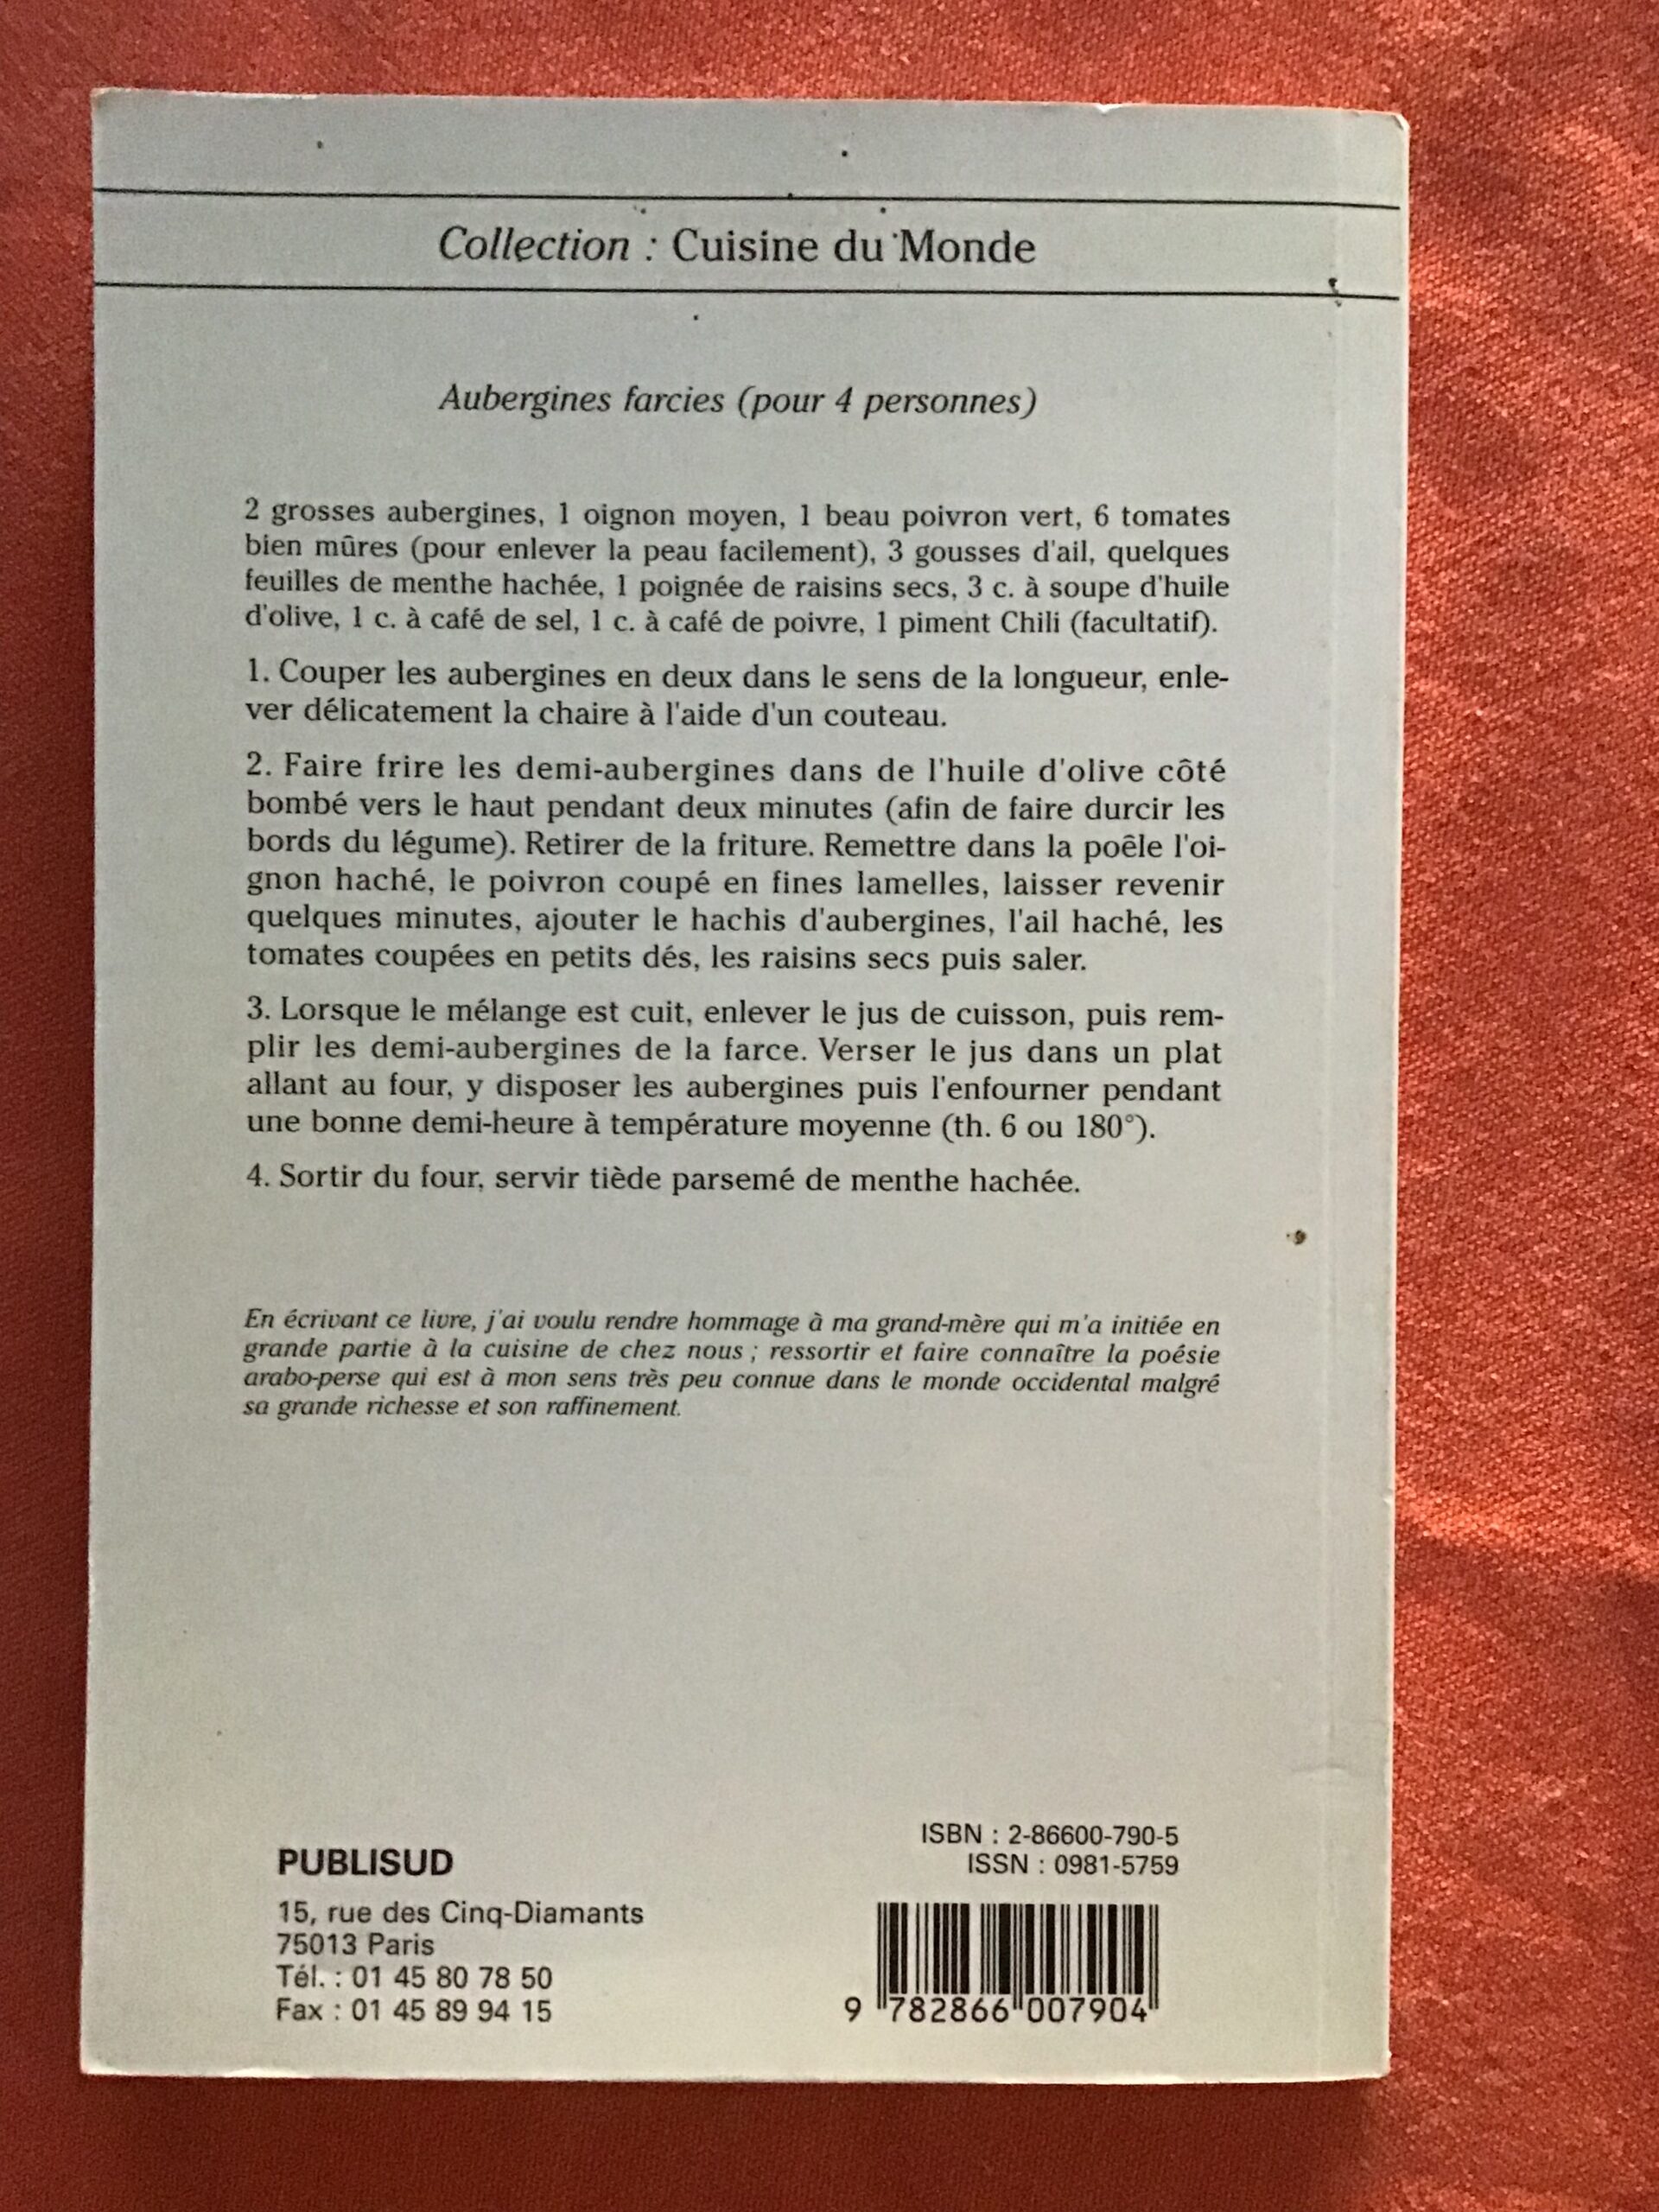 Collection : Cuisine du Monde
Aubergines farcies (pour 4 personnes)
2 grosses aubergines, 1 oignon moyen, 1 beau poivron vert, 6 tomates
bien mûres (pour enlever la peau facilement), 3 gousses d'ail, quelques
feuilles de menthe hachée, 1 poignée de raisins secs, 3 c. à soupe d'huile
d'olive, 1 c. à café de sel, 1 c. à café de poivre, 1 piment Chili (facultatif).
1. Couper les aubergines en deux dans le sens de la longueur, enle-
ver délicatement la chaire à l'aide d'un couteau.
2. Faire frire les demi-aubergines dans de l'huile d'olive côté
bombé vers le haut pendant deux minutes (afin de faire durcir les
bords du légume). Retirer de la friture. Remettre dans la poêle l'oi-
gnon haché, le poivron coupé en fines lamelles, laisser revenir
quelques minutes, ajouter le hachis d'aubergines, l'ail haché, les
tomates coupées en petits dés, les raisins secs puis saler.
3. Lorsque le mélange est cuit, enlever le jus de cuisson, puis rem-
plir les demi-aubergines de la farce. Verser le jus dans un plat
allant au four, y disposer les aubergines puis l'enfourner pendant
une bonne demi-heure à température moyenne (th. 6 ou 180°).
4. Sortir du four, servir tiède parsemé de menthe hachée.
En écrivant ce livre, j'ai voulu rendre hommage à ma grand-mère qui m'a initiée en
grande partie à la cuisine de chez nous ; ressortir et faire connaître la poésie
arabo-perse qui est à mon sens très peu connue dans le monde occidental malgré
sa grande richesse et son raffinement.
PUBLISUD
15, rue des Cinq-Diamants
75013 Paris
Tél. : 01 45 80 78 50
Fax : 01 45 89 94 15
ISBN : 2-86600-790-5
ISSN : 0981-5759
9 782866 007904